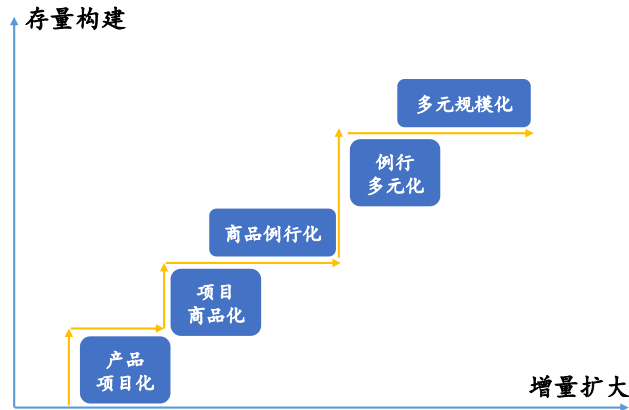 存量构建
多元规模化
例行
多元化
商品例行化
项目
商品化
产品
项目化
增量扩大